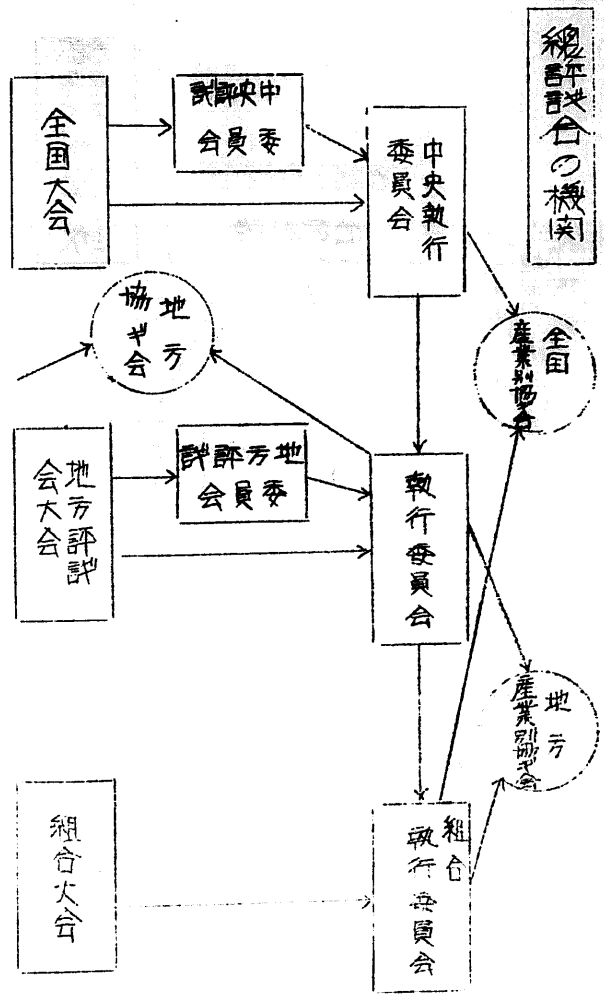 總評議会の機関
全国大会
中央評議
委員会
中央執行
委員会
全国
産業別協ギ会
地方
協ギ会
地方評議
会大会
地方評議
委員会
執行委員会
地方
産業別協ギ会
組合大会
組合
執行委員会